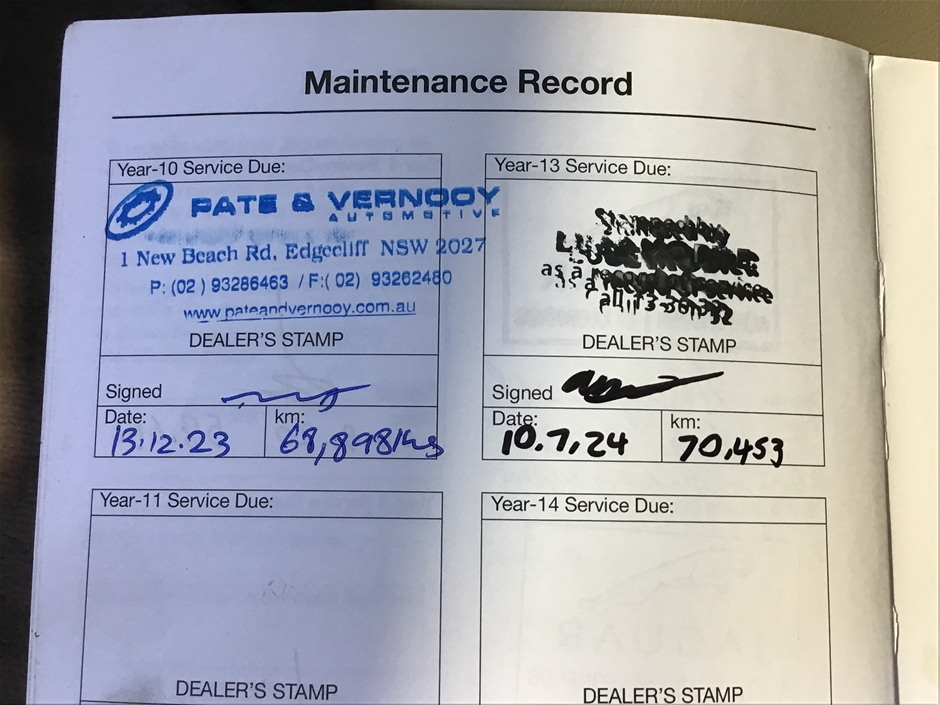 Maintenance Record
Year-10 Service Due:
PATE & VERNOOY
AUTOMOTIVE
1 New Beach Rd, Edgecliff NSW 2027
P: (02 ) 93286463 / F:( 02) 93262480
www.pateandvernooy.com.au
DEALER'S STAMP
Signed
Date:
13.12.23
km:
68,898 kms
Year-13 Service Due:
as a
DEALER'S STAMP
Signed
Date:
10.7.24
km:
70,453
Year-11 Service Due:
DEALER'S STAMP
Year-14 Service Due:
DEALER'S STAMP